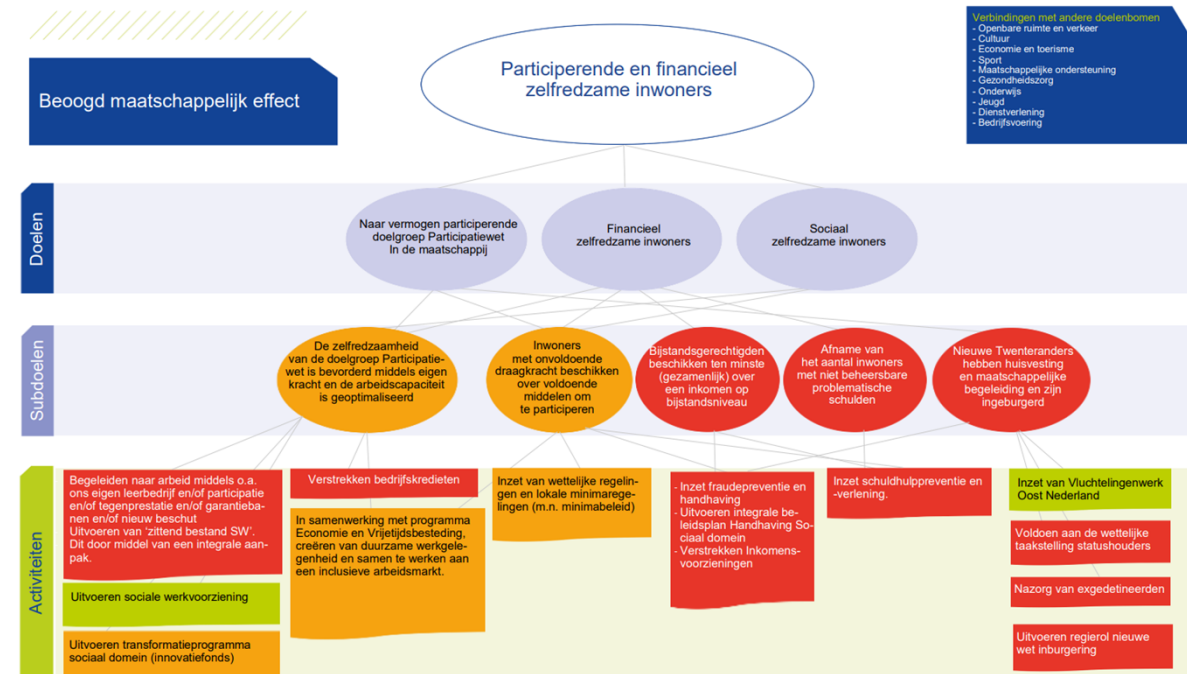 Beoogd maatschappelijk effect
Participerende en financieel
zelfredzame inwoners
Verbindingen met andere doelenbomen
- Openbare ruimte en verkeer
- Cultuur
- Economie en toerisme
- Sport
- Maatschappelijke ondersteuning
- Gezondheidszorg
- Onderwijs
- Jeugd
- Dienstverlening
- Bedrijfsvoering
Doelen
Naar vermogen participerende
doelgroep Participatiewet
In de maatschappij
Financieel
zelfredzame inwoners
Sociaal
zelfredzame inwoners
Subdoelen
De zelfredzaamheid
van de doelgroep Participatie-
wet is bevorderd middels eigen
kracht en de arbeidscapaciteit
is geoptimaliseerd
Inwoners
met onvoldoende
draagkracht beschikken
over voldoende
middelen om
te participeren
Bijstandsgerechtigden
beschikken ten minste
(gezamenlijk) over
een inkomen op
bijstandsniveau
Afname van
het aantal inwoners
met niet beheersbare
problematische
schulden
Nieuwe Twenteranders
hebben huisvesting
en maatschappelijke
begeleiding en zijn
ingeburgerd
Activiteiten
Begeleiden naar arbeid middels o.a.
ons eigen leerbedrijf en/of participatie
en/of tegenprestatie en/of garantieba-
nen en/of nieuw beschut
Uitvoeren van ‘zittend bestand SW’.
Dit door middel van een integrale aan-
pak.
Uitvoeren sociale werkvoorziening
Uitvoeren transformatieprogramma
sociaal domein (innovatiefonds)
Verstrekken bedrijfskredieten
In samenwerking met programma
Economie en Vrijetijdsbesteding,
creëren van duurzame werkgele-
genheid en samen te werken aan
een inclusieve arbeidsmarkt.
Inzet van wettelijke regelin-
gen en lokale minimarege-
lingen (m.n. minimabeleid)
- Inzet fraudepreventie en
handhaving
- Uitvoeren integrale be-
leidsplan Handhaving So-
ciaal domein
- Verstrekken Inkomens-
voorzieningen
Inzet schuldhulppreventie en
-verlening.
Inzet van Vluchtelingenwerk
Oost Nederland
Voldoen aan de wettelijke
taakstelling statushouders
Nazorg van exgedetineerden
Uitvoeren regierol nieuwe
wet inburgering